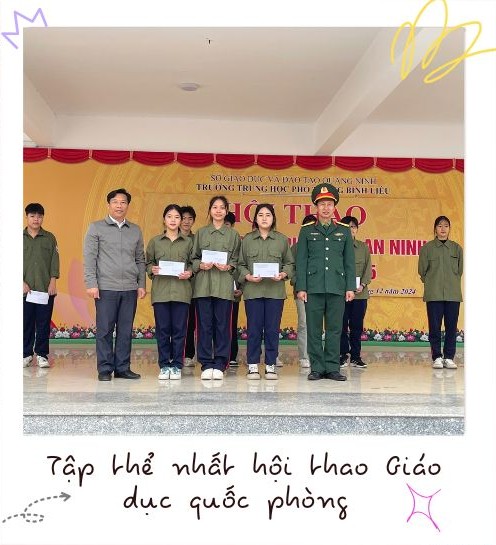 SỞ GIÁO DỤC VÀ ĐÀO TẠO QUẢNG NINH
TRƯỜNG TRUNG HỌC PHỔ BÌNH LIÊU
HỘI THAO
AN NINH
12 năm 2024
Tập thể nhất hội thao Giáo
dục quốc phòng